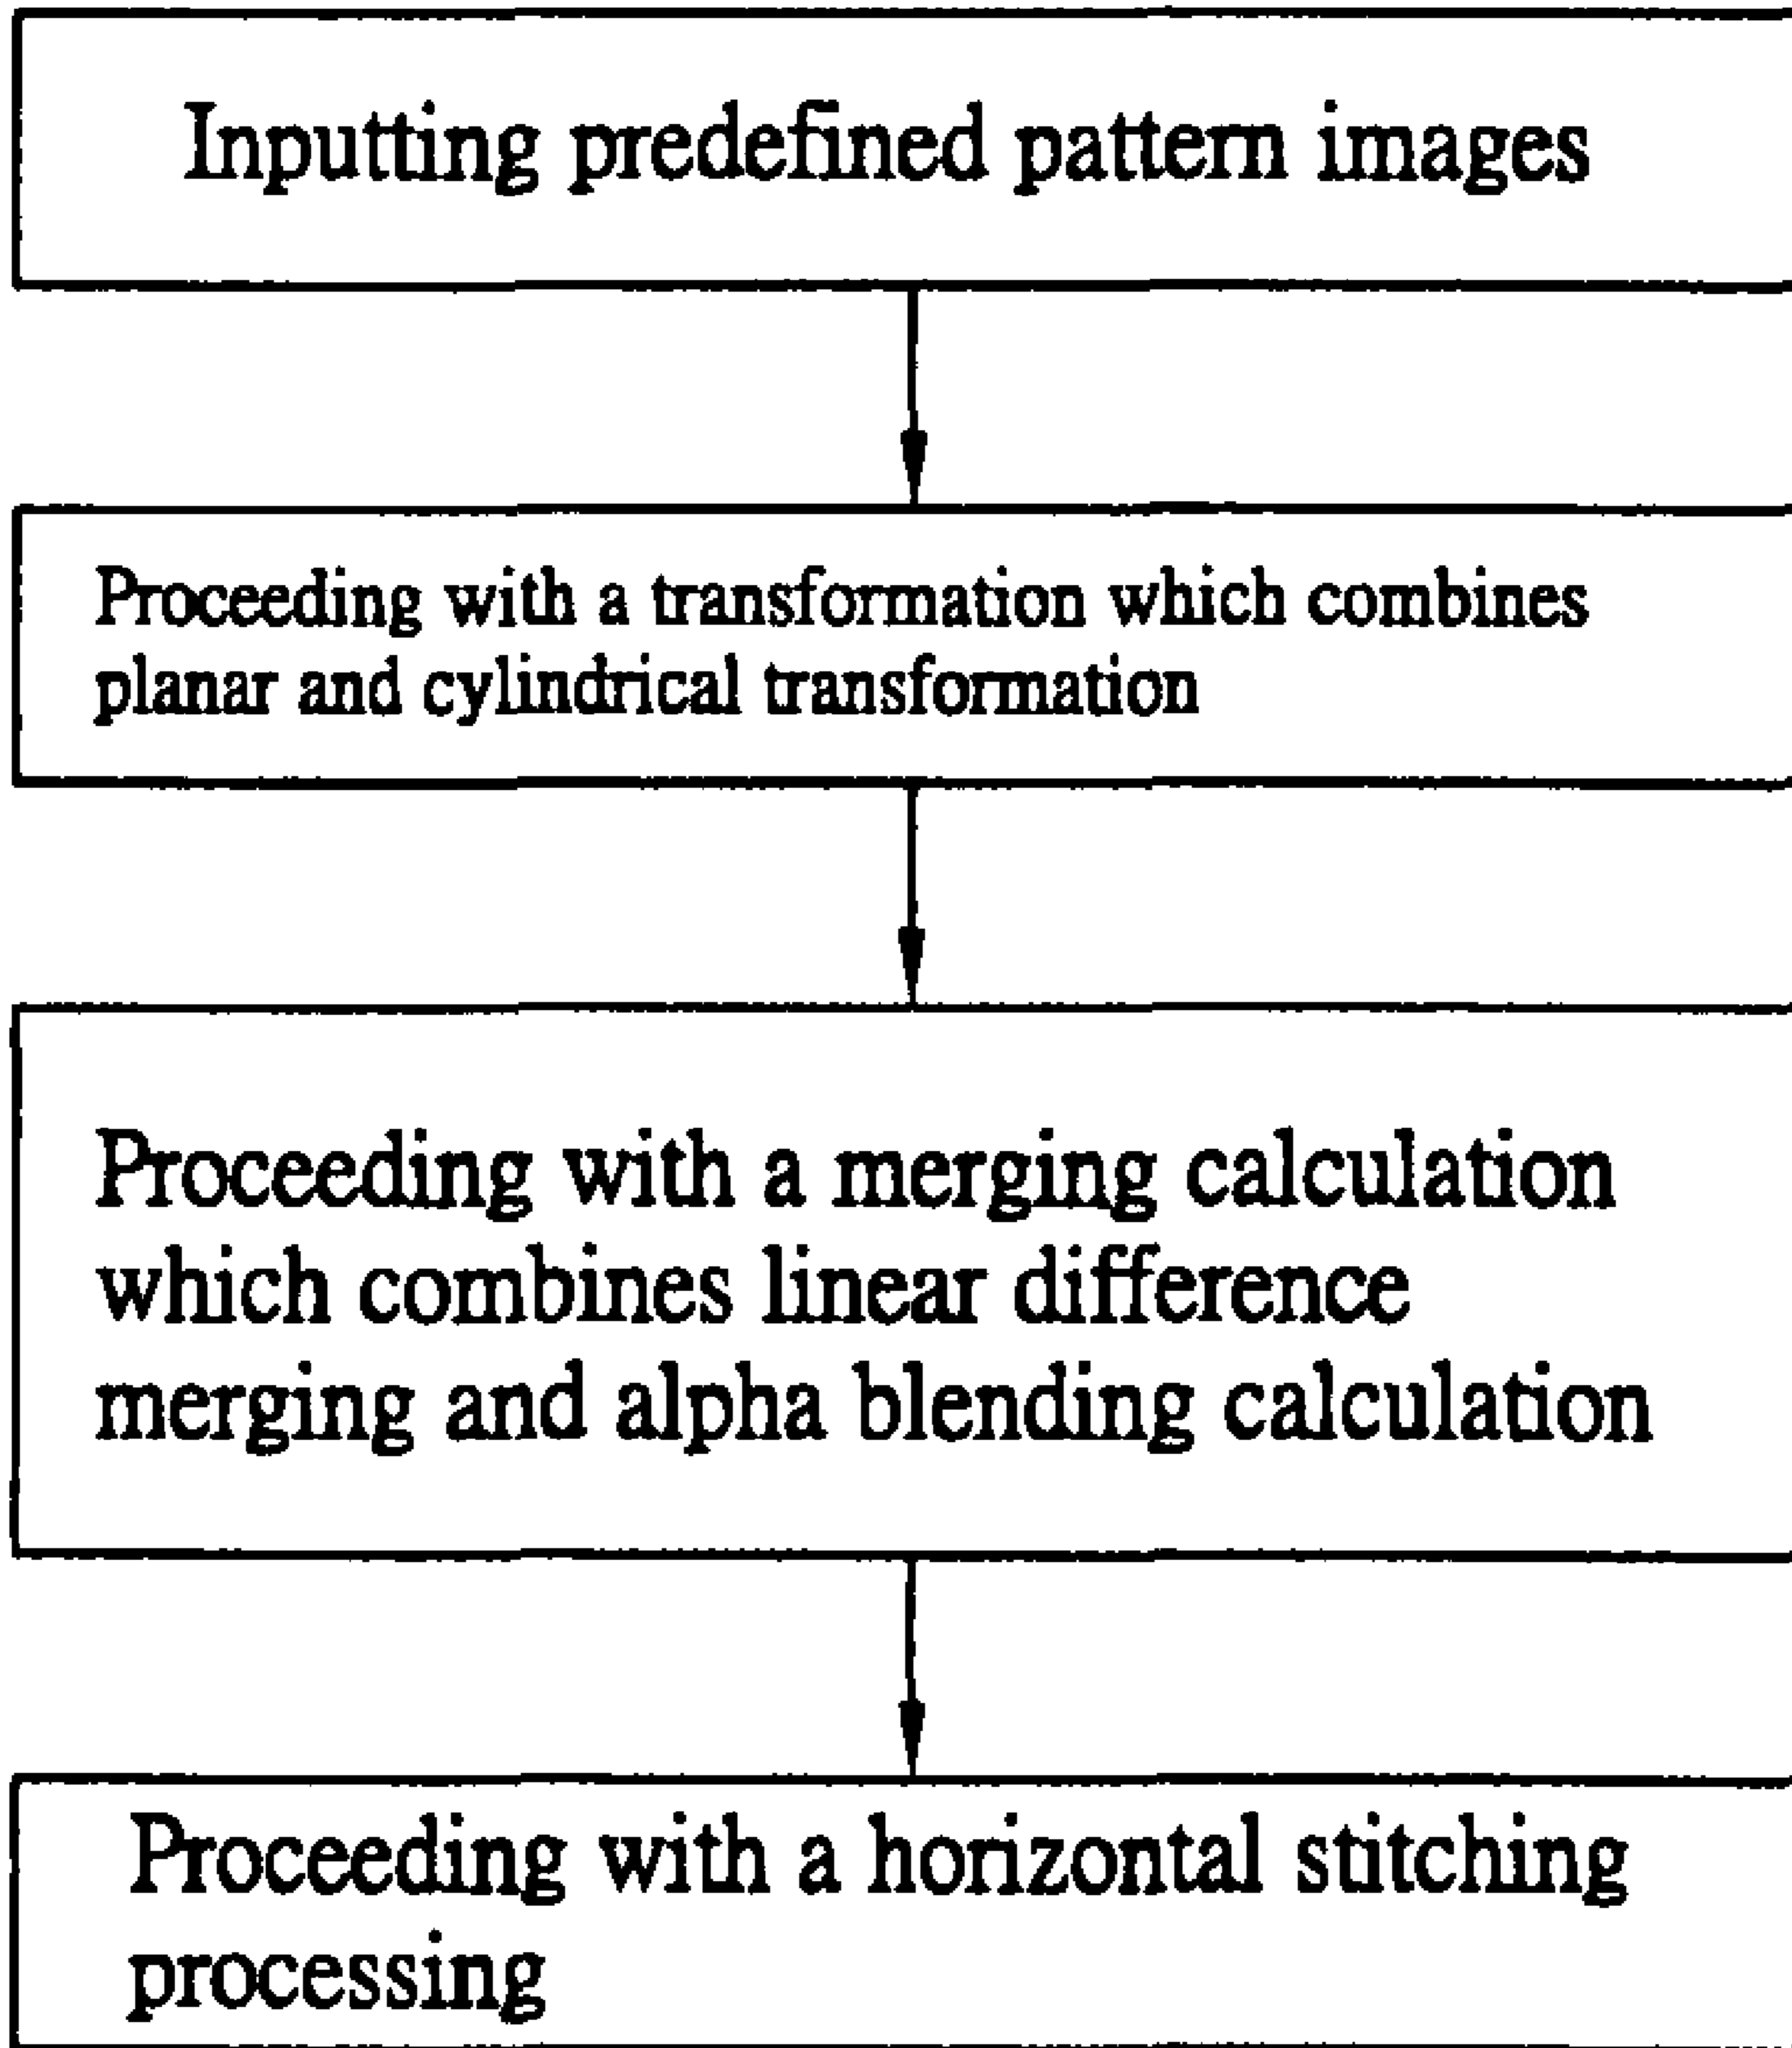 Inputting predefined pattern images
Proceeding with a transformation which combines
planar and cylindrical transformation
Proceeding with a merging calculation
which combines linear difference
merging and alpha blending calculation
Proceeding with a horizontal stitching
processing